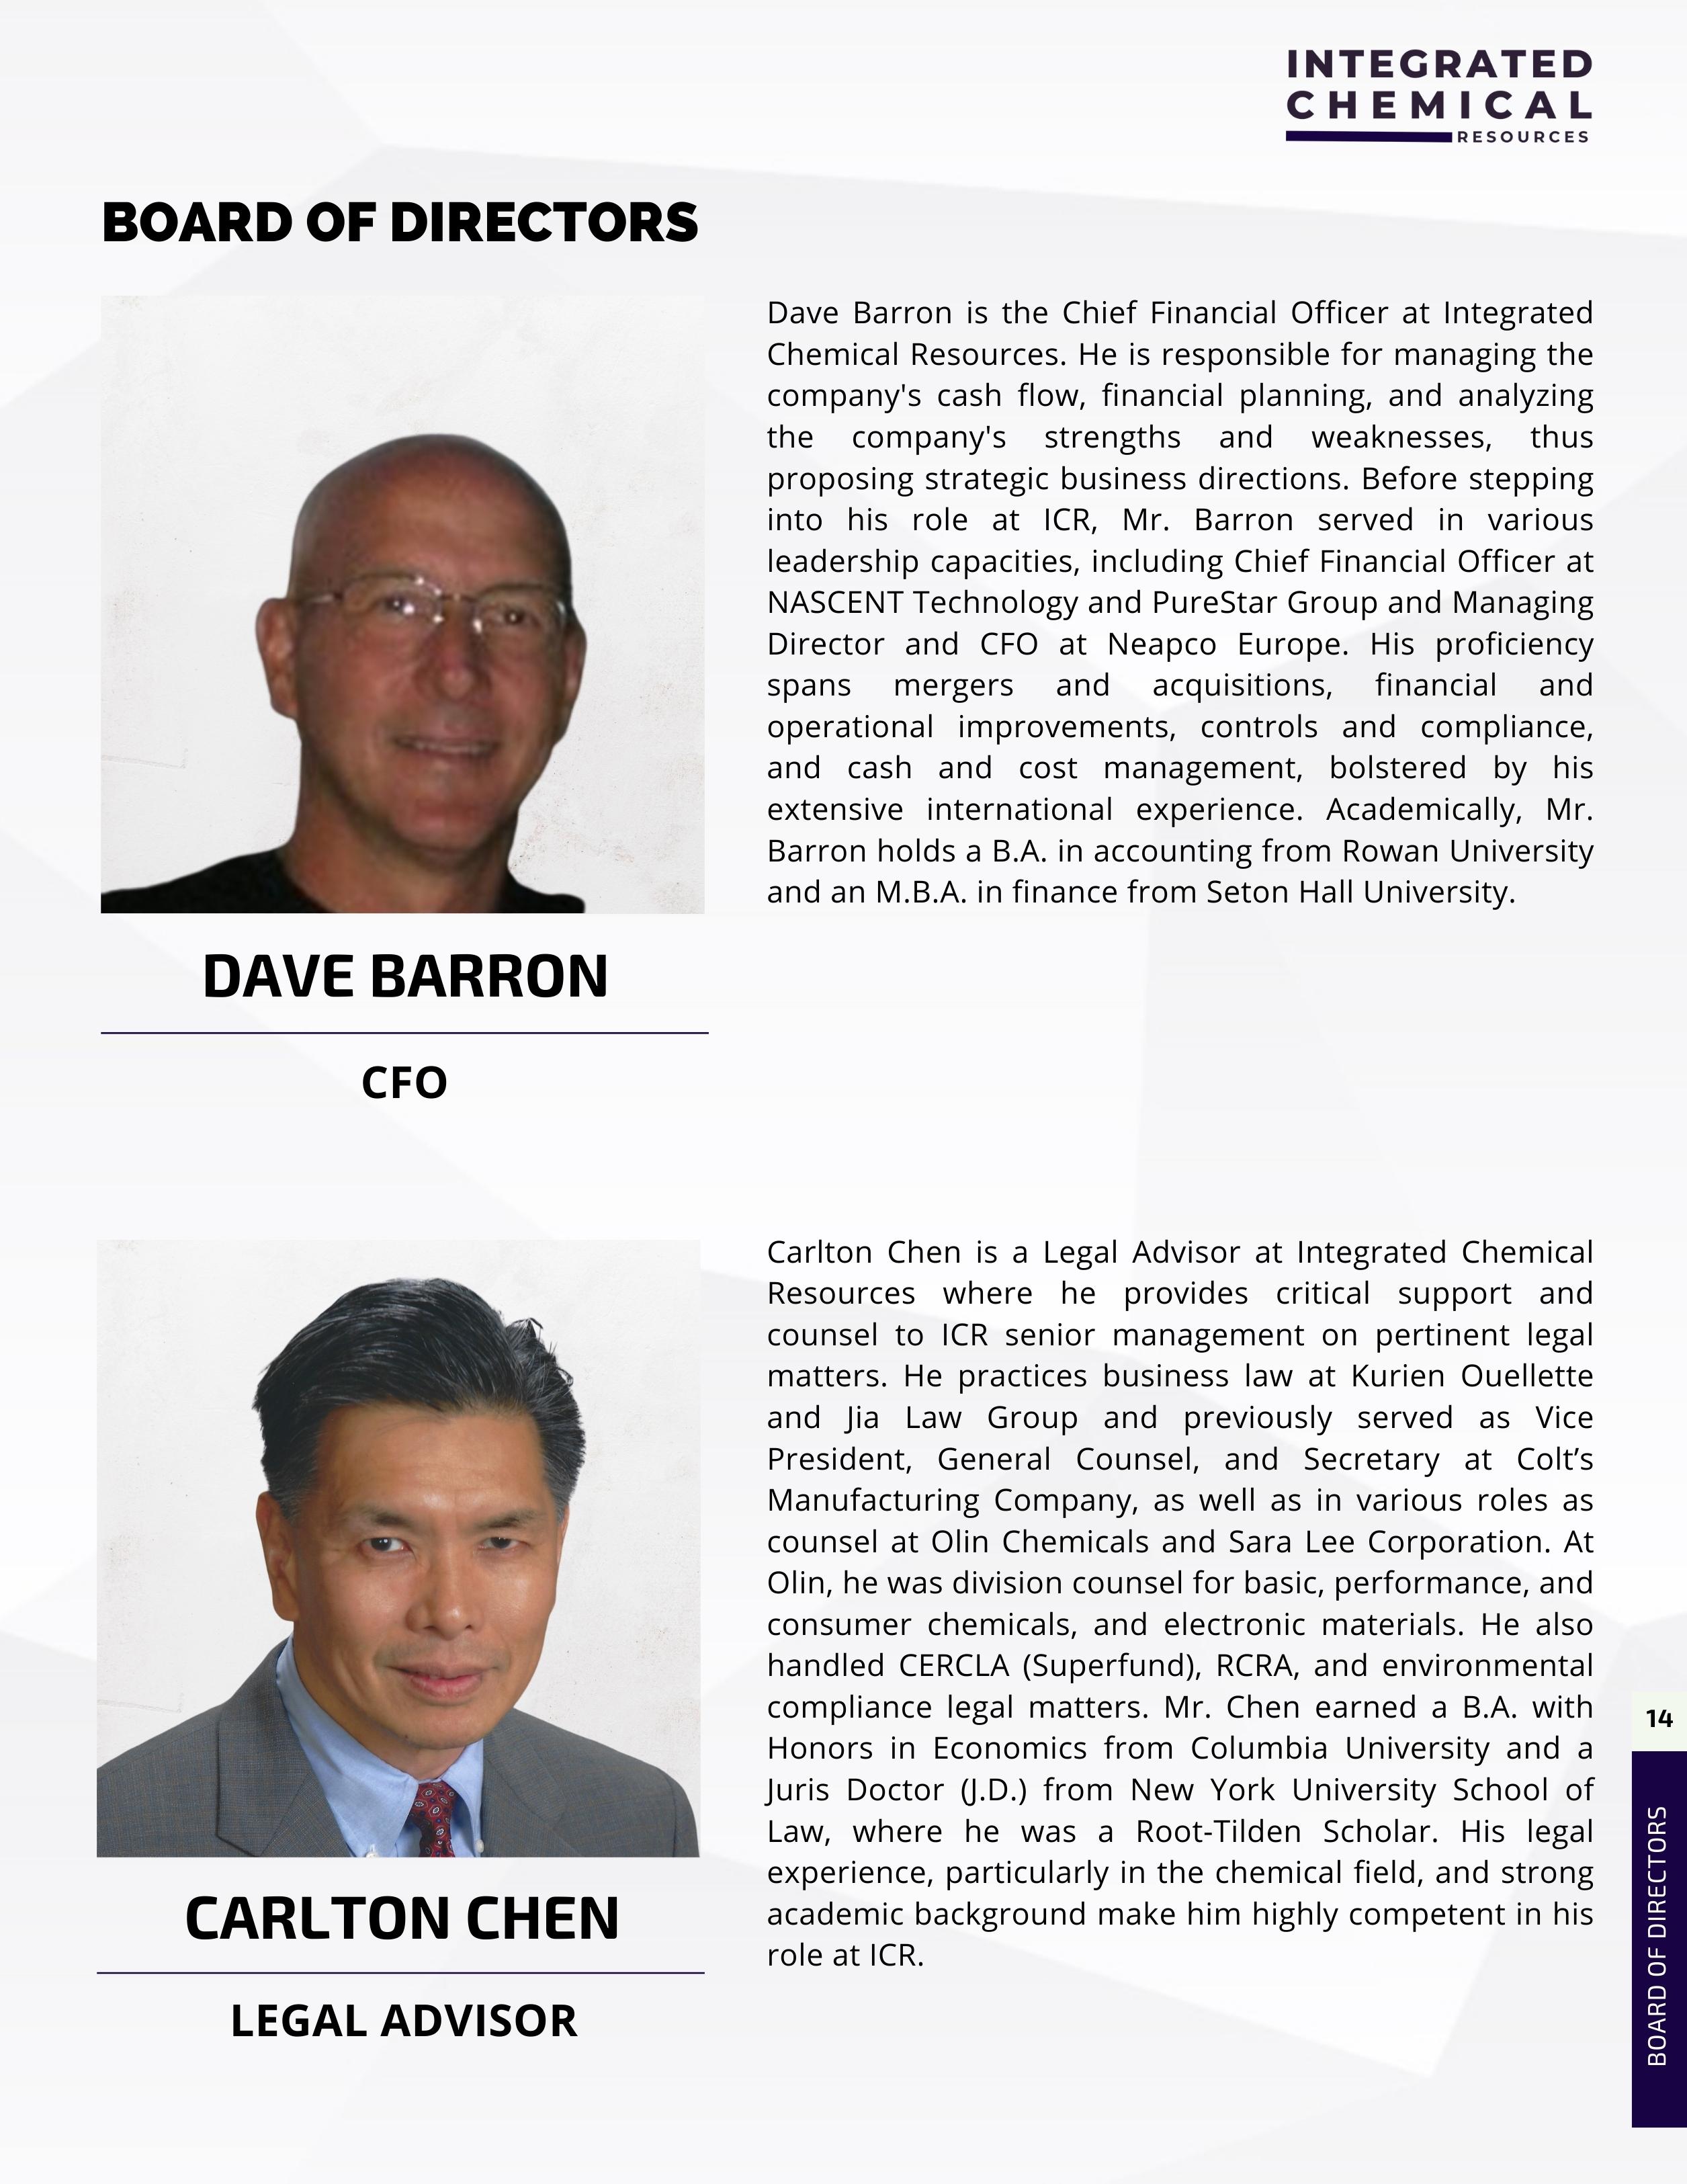 INTEGRATED
CHEMICAL
RESOURCES
BOARD OF DIRECTORS
Dave Barron is the Chief Financial Officer at Integrated
Chemical Resources. He is responsible for managing the
company's cash flow, financial planning, and analyzing
the company's strengths and weaknesses, thus
proposing strategic business directions. Before stepping
into his role at ICR, Mr. Barron served in various
leadership capacities, including Chief Financial Officer at
NASCENT Technology and PureStar Group and Managing
Director and CFO at Neapco Europe. His proficiency
spans mergers and acquisitions, financial and
operational improvements, controls and compliance,
and cash and cost management, bolstered by his
extensive international experience. Academically, Mr.
Barron holds a B.A. in accounting from Rowan University
and an M.B.A. in finance from Seton Hall University.
DAVE BARRON
CFO
Carlton Chen is a Legal Advisor at Integrated Chemical
Resources where he provides critical support and
counsel to ICR senior management on pertinent legal
matters. He practices business law at Kurien Ouellette
and Jia Law Group and previously served as Vice
President, General Counsel, and Secretary at Colt’s
Manufacturing Company, as well as in various roles as
counsel at Olin Chemicals and Sara Lee Corporation. At
Olin, he was division counsel for basic, performance, and
consumer chemicals, and electronic materials. He also
handled CERCLA (Superfund), RCRA, and environmental
compliance legal matters. Mr. Chen earned a B.A. with
Honors in Economics from Columbia University and a
Juris Doctor (J.D.) from New York University School of
Law, where he was a Root-Tilden Scholar. His legal
experience, particularly in the chemical field, and strong
academic background make him highly competent in his
role at ICR.
CARLTON CHEN
LEGAL ADVISOR
14
BOARD OF DIRECTORS